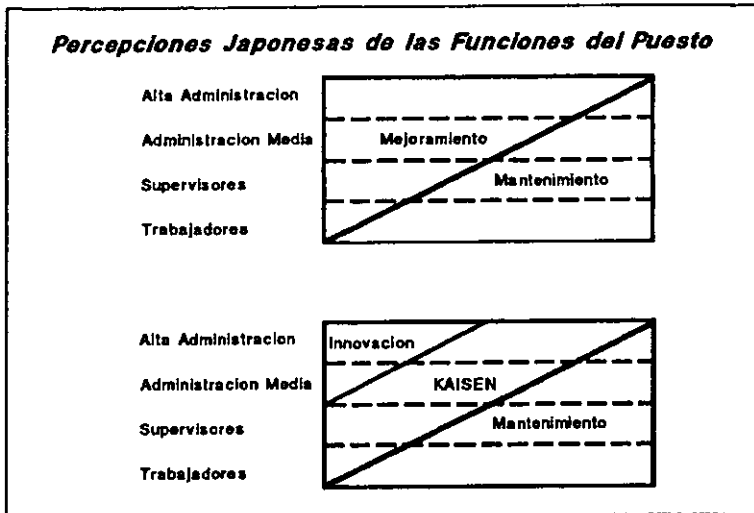 Percepciones Japonesas de las Funciones del Puesto
Alta Administracion
Administracion Media
Mejoramiento
Supervisores
Mantenimiento
Trabajadores
Alta Administracion
Innovacion
Administracion Media
KAISEN
Supervisores
Mantenimiento
Trabajadores